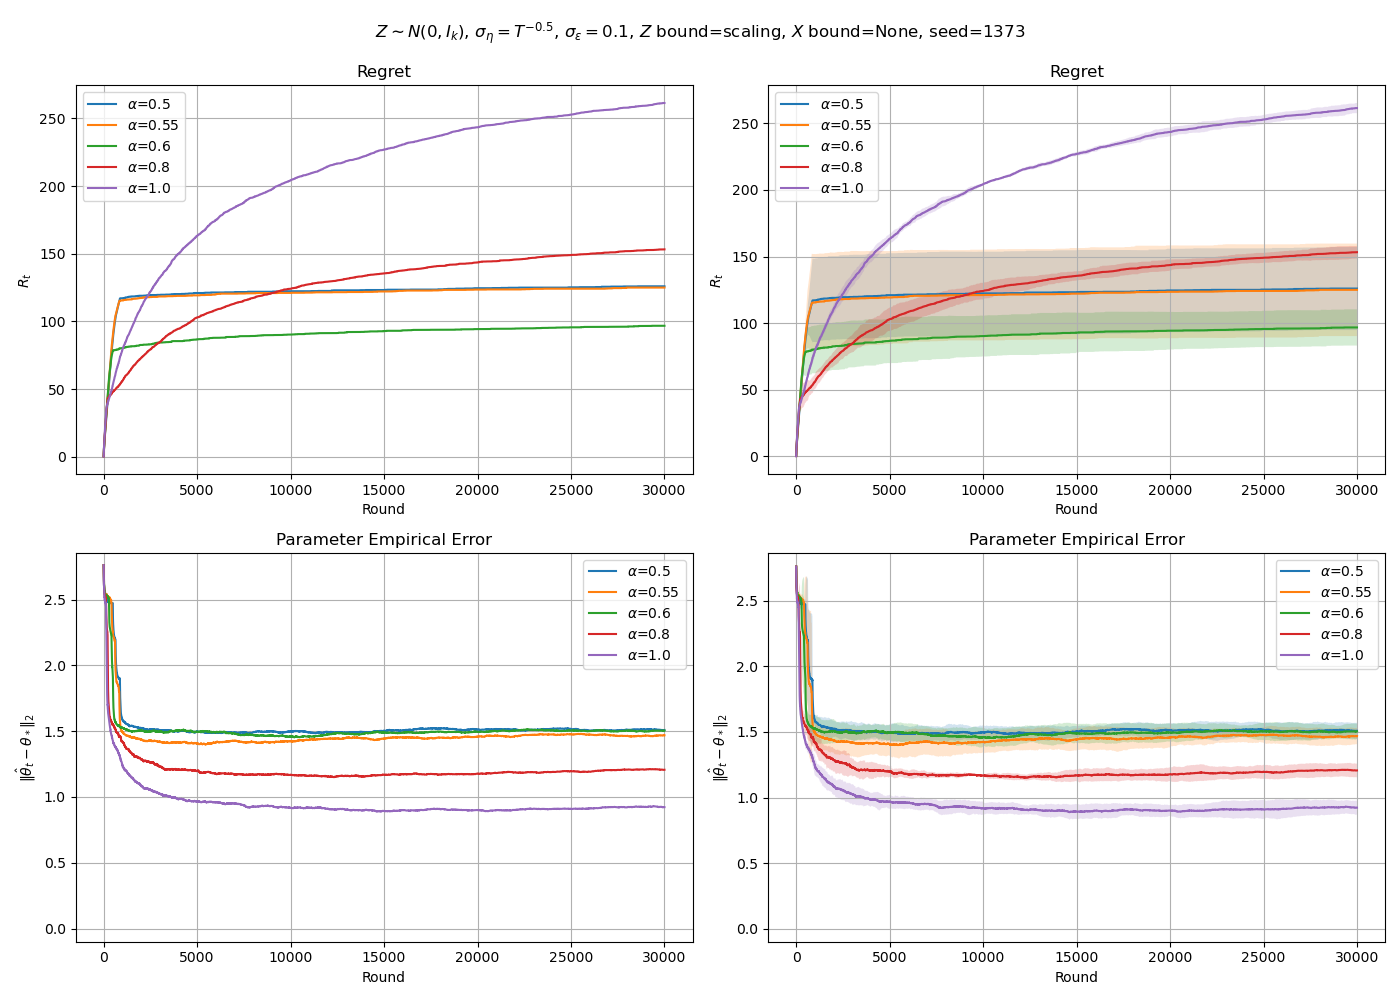 Z ∼ N(0, I_k), σ_η = T^{−0.5}, σ_ε = 0.1, Z bound=scaling, X bound=None, seed=1373
Regret
R_t
250
200
150
100
50
0
α=0.5
α=0.55
α=0.6
α=0.8
α=1.0
0 5000 10000 15000 20000 25000 30000
Round
Regret
R_t
250
200
150
100
50
0
α=0.5
α=0.55
α=0.6
α=0.8
α=1.0
0 5000 10000 15000 20000 25000 30000
Round
Parameter Empirical Error
‖θ̂_t − θ_*‖_2
2.5
2.0
1.5
1.0
0.5
0.0
α=0.5
α=0.55
α=0.6
α=0.8
α=1.0
0 5000 10000 15000 20000 25000 30000
Round
Parameter Empirical Error
‖θ̂_t − θ_*‖_2
2.5
2.0
1.5
1.0
0.5
0.0
α=0.5
α=0.55
α=0.6
α=0.8
α=1.0
0 5000 10000 15000 20000 25000 30000
Round